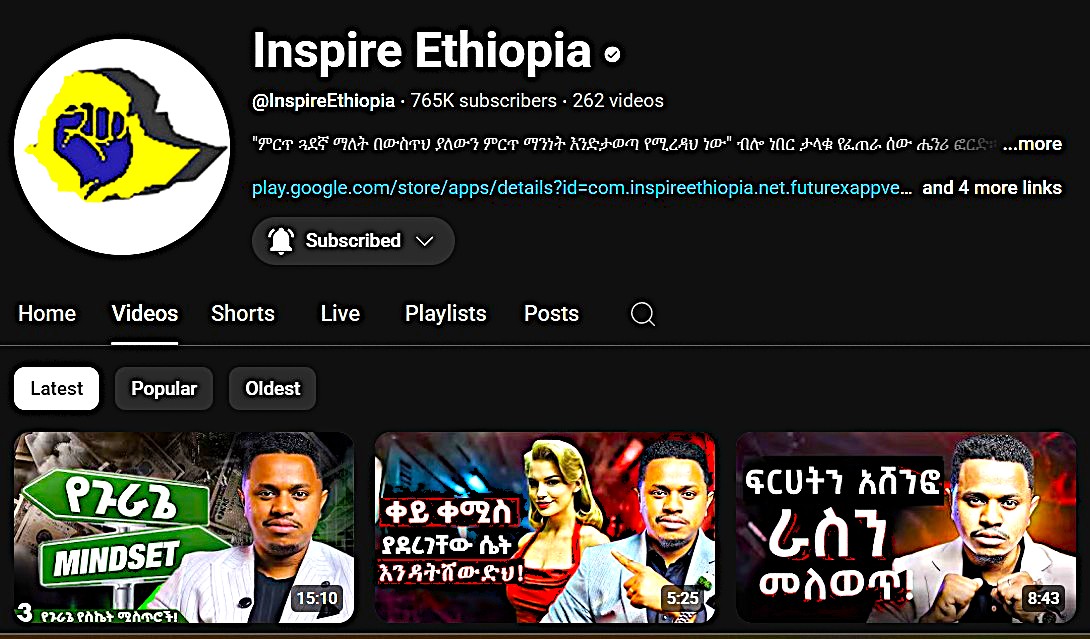 Inspire Ethiopia
@InspireEthiopia · 765K subscribers · 262 videos
"ምርጥ ጓደኛ ማለት በውስጥህ ያለውን ምርጥ ማንነት እንድታወጣ የሚረዳህ ነው" ብሎ ነበር ታላቁ የፈጠራ ሰው ሔንሪ ...more
play.google.com/store/apps/details?id=com.inspireethiopia.net.futurexappve... and 4 more links
Subscribed
Home Videos Shorts Live Playlists Posts
Latest Popular Oldest
የጉራጌ
MINDSET
3 የጉራጌ የስኬት ሚስጥሮች!
15:10
ቀይ ቀሚስ
ያደረገችው ሴት
እንዳትሸውድህ!
5:25
ፍርሀትን አሸንፎ
ራስን
መለወጥ!
8:43